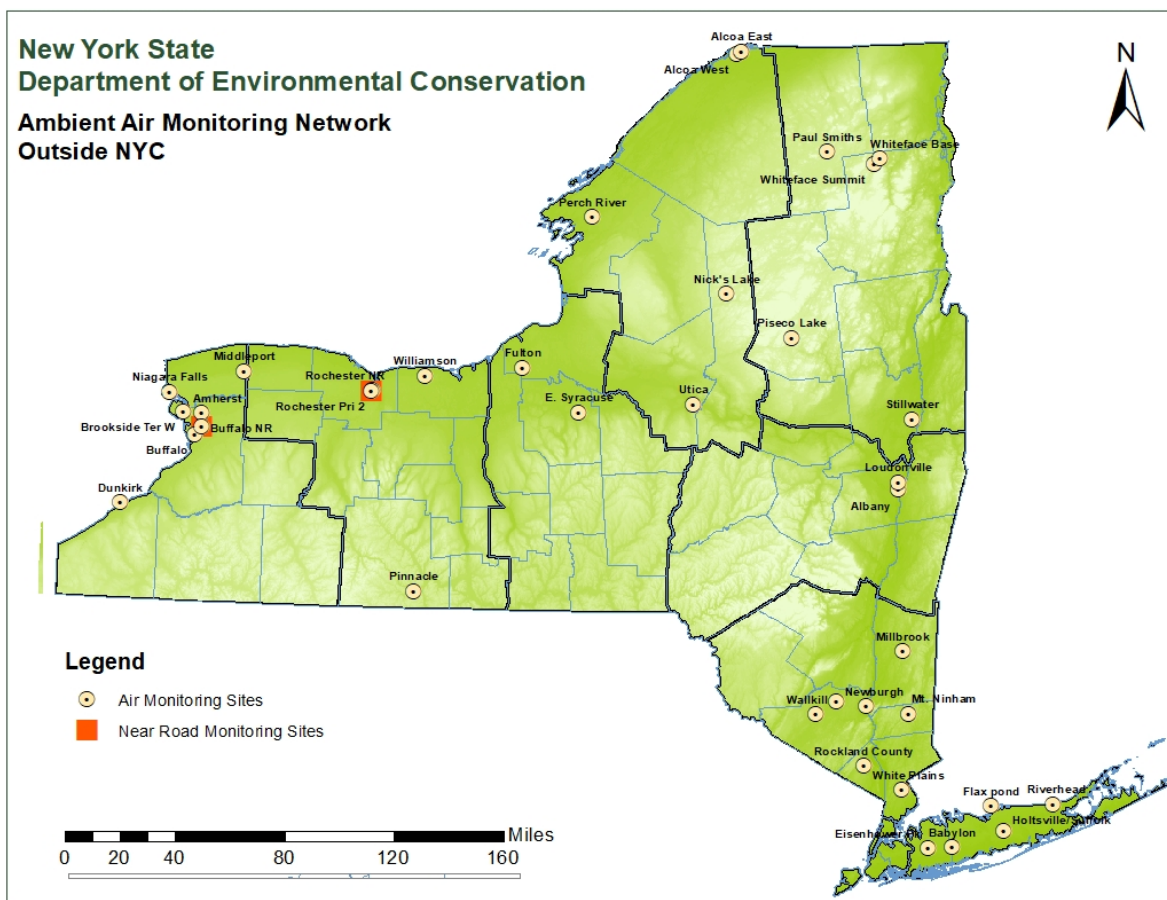 New York State
Department of Environmental Conservation
Ambient Air Monitoring Network
Outside NYC
N
Alcoa East
Alcoa West
Paul Smiths
Whiteface Base
Whiteface Summit
Perch River
Nick's Lake
Piseco Lake
Middleport
Niagara Falls
Williamson
Fulton
Rochester NR
Rochester Pri 2
Amherst
E. Syracuse
Utica
Stillwater
Brookside Ter W
Buffalo NR
Buffalo
Loudonville
Albany
Dunkirk
Pinnacle
Millbrook
Newburgh
Wallkill
Mt. Ninham
Rockland County
White Plains
Flax pond
Riverhead
Holtsville/Suffolk
Babylon
Legend
Air Monitoring Sites
Near Road Monitoring Sites
Miles
0 20 40 80 120 160